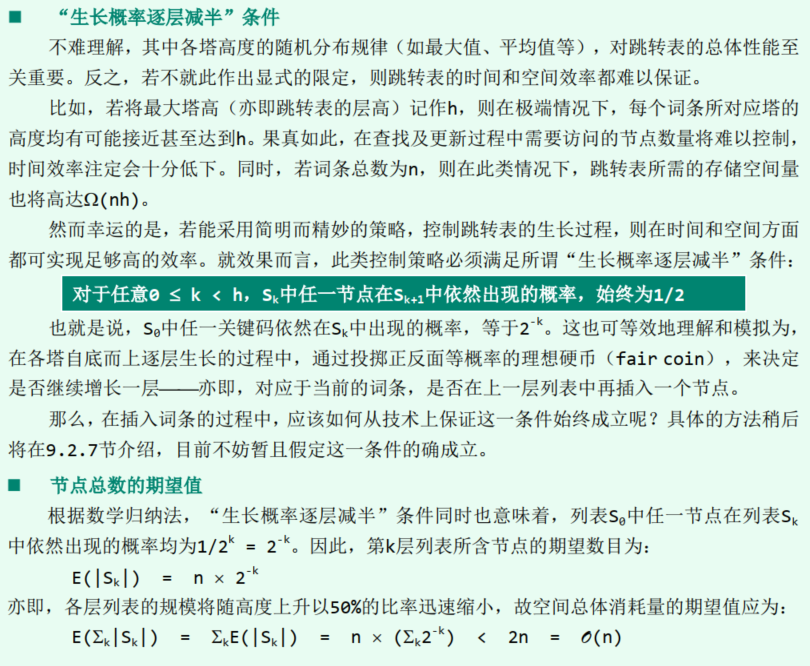 ■ “生长概率逐层减半”条件
不难理解，其中各塔高度的随机分布规律（如最大值、平均值等），对跳转表的总体性能至
关重要。反之，若不就此作出显式的限定，则跳转表的时间和空间效率都难以保证。
比如，若将最大塔高（亦即跳转表的层高）记作h，则在极端情况下，每个词条所对应塔的
高度均有可能接近甚至达到h。果真如此，在查找及更新过程中需要访问的节点数量将难以控制，
时间效率注定会十分低下。同时，若词条总数为n，则在此类情况下，跳转表所需的存储空间量
也将高达Ω(nh)。
然而幸运的是，若能采用简明而精妙的策略，控制跳转表的生长过程，则在时间和空间方面
都可实现足够高的效率。就效果而言，此类控制策略必须满足所谓“生长概率逐层减半”条件：
对于任意0 ≤ k < h，Sₖ中任一节点在Sₖ₊₁中依然出现的概率，始终为1/2
也就是说，S₀中任一关键码依然在Sₖ中出现的概率，等于2⁻ᵏ。这也可等效地理解和模拟为，
在各塔自底而上逐层生长的过程中，通过投掷正反面等概率的理想硬币（fair coin），来决定
是否继续增长一层——亦即，对应于当前的词条，是否在上一层列表中再插入一个节点。
那么，在插入词条的过程中，应该如何从技术上保证这一条件始终成立呢？具体的方法稍后
将在9.2.7节介绍，目前不妨暂且假定这一条件的确成立。
■ 节点总数的期望值
根据数学归纳法，“生长概率逐层减半”条件同时也意味着，列表S₀中任一节点在列表Sₖ
中依然出现的概率均为1/2ᵏ = 2⁻ᵏ。因此，第k层列表所含节点的期望数目为：
E(|Sₖ|) = n × 2⁻ᵏ
亦即，各层列表的规模将随高度上升以50%的比率迅速缩小，故空间总体消耗量的期望值应为：
E(Σₖ|Sₖ|) = ΣₖE(|Sₖ|) = n × (Σₖ2⁻ᵏ) < 2n = 𝒪(n)